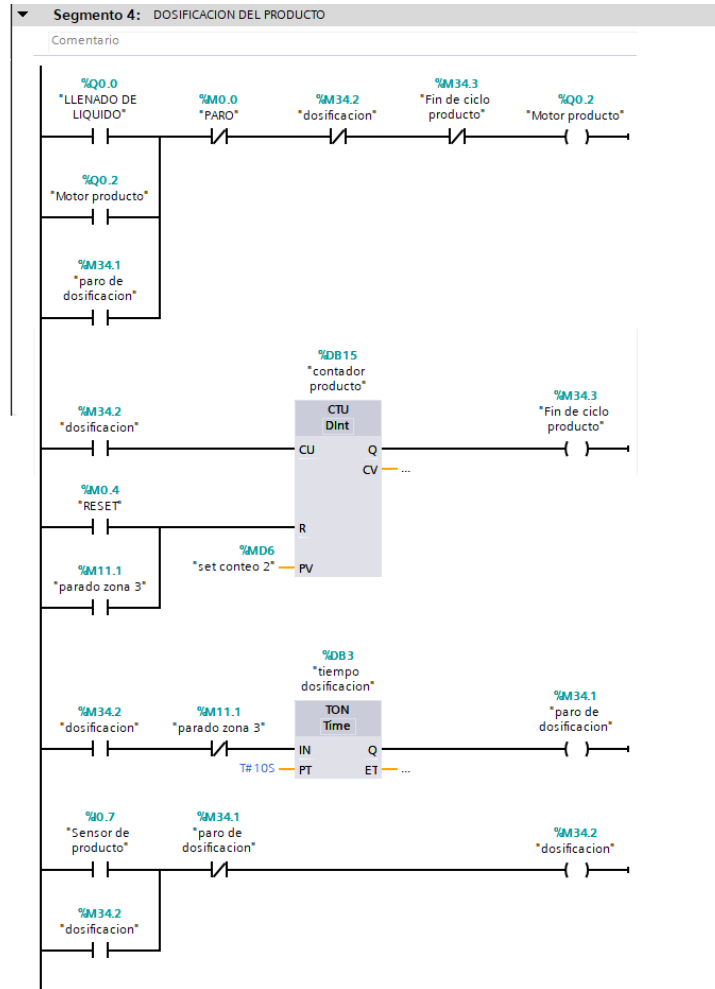 Segmento 4: DOSIFICACION DEL PRODUCTO
Comentario
%Q0.0
"LLENADO DE
LIQUIDO"
%M0.0
"PARO"
%M34.2
"dosificacion"
%M34.3
"Fin de ciclo
producto"
%Q0.2
"Motor producto"
%Q0.2
"Motor producto"
%M34.1
"paro de
dosificacion"
%DB15
"contador
producto"
CTU
DInt
%M34.2
"dosificacion"
CU
Q
CV
...
%M34.3
"Fin de ciclo
producto"
%M0.4
"RESET"
R
%M11.1
"parado zona 3"
%MD6
"set conteo 2"
PV
%DB3
"tiempo
dosificacion"
TON
Time
%M34.2
"dosificacion"
%M11.1
"parado zona 3"
IN
Q
T#10S
PT
ET
...
%M34.1
"paro de
dosificacion"
%I0.7
"Sensor de
producto"
%M34.1
"paro de
dosificacion"
%M34.2
"dosificacion"
%M34.2
"dosificacion"